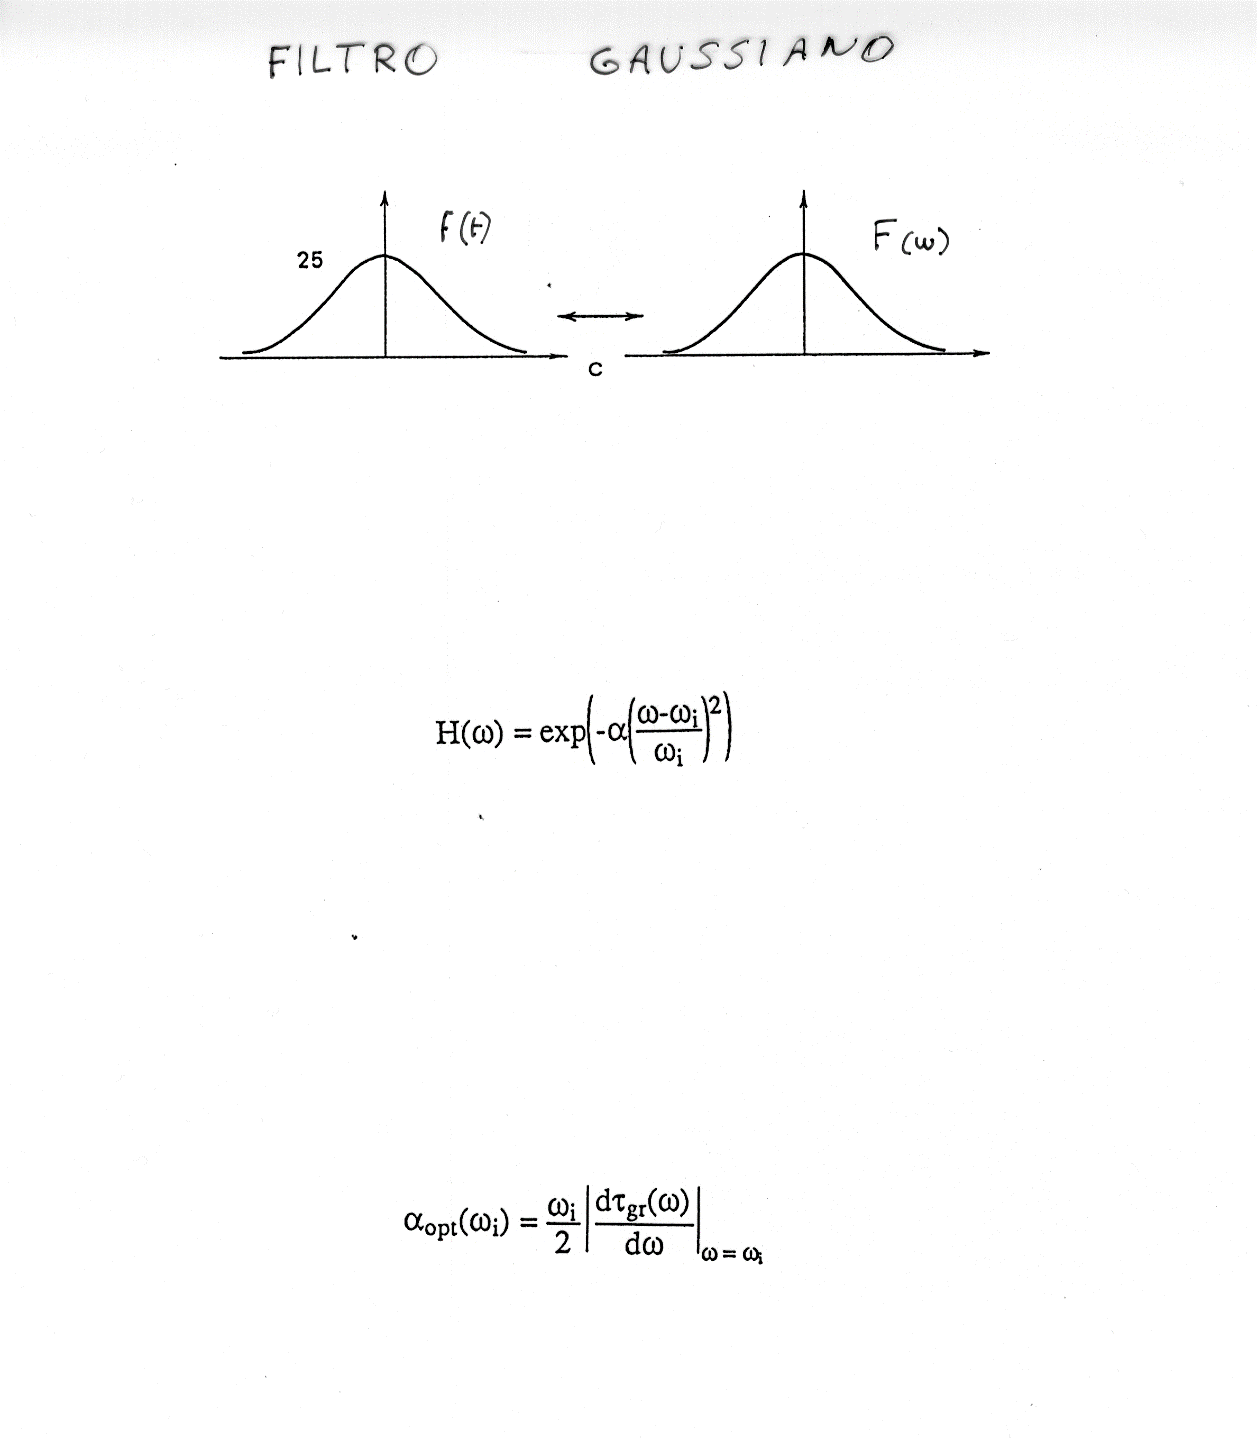 FILTRO GAUSSIANO
25 F(t) F(ω)
C
H(ω) = exp(-α((ω-ωi)/ωi)²)
αopt(ωi) = ωi/2 |dτgr(ω)/dω|ω = ωi